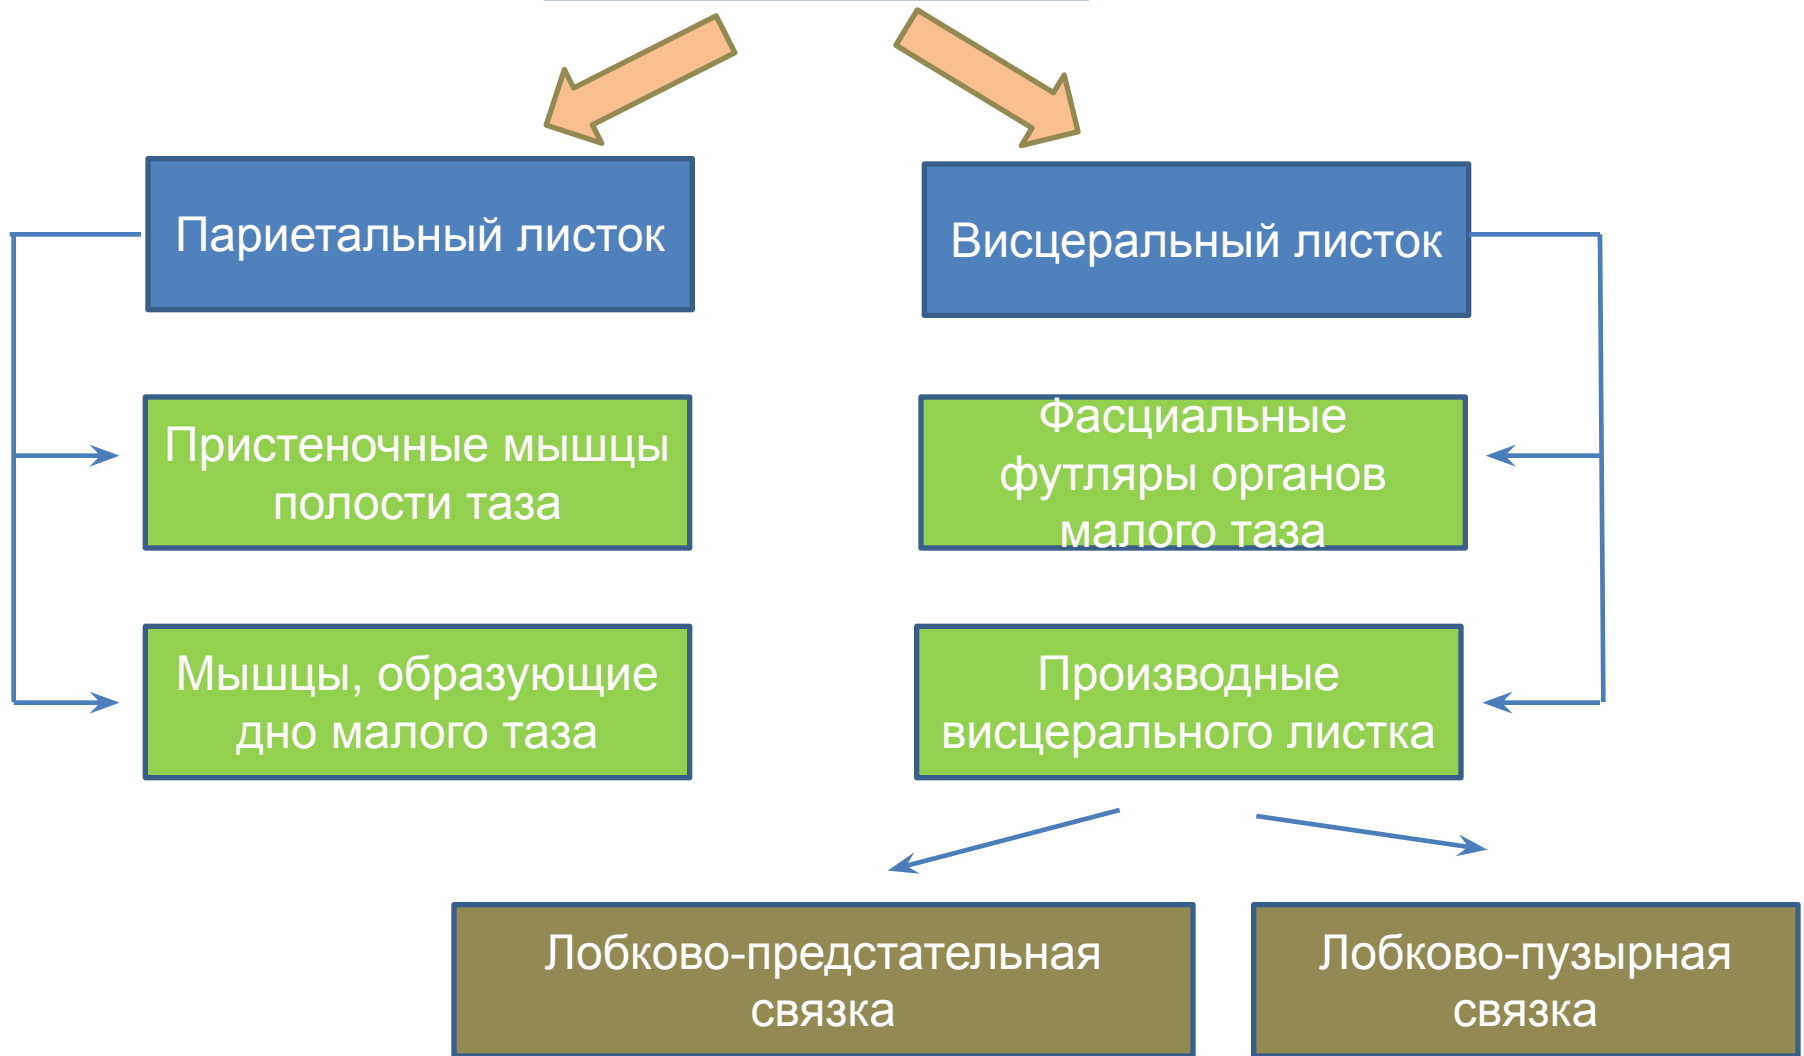 Париетальный листок
Висцеральный листок
Пристеночные мышцы
полости таза
Фасциальные
футляры органов
малого таза
Мышцы, образующие
дно малого таза
Производные
висцерального листка
Лобково-предстательная
связка
Лобково-пузырная
связка